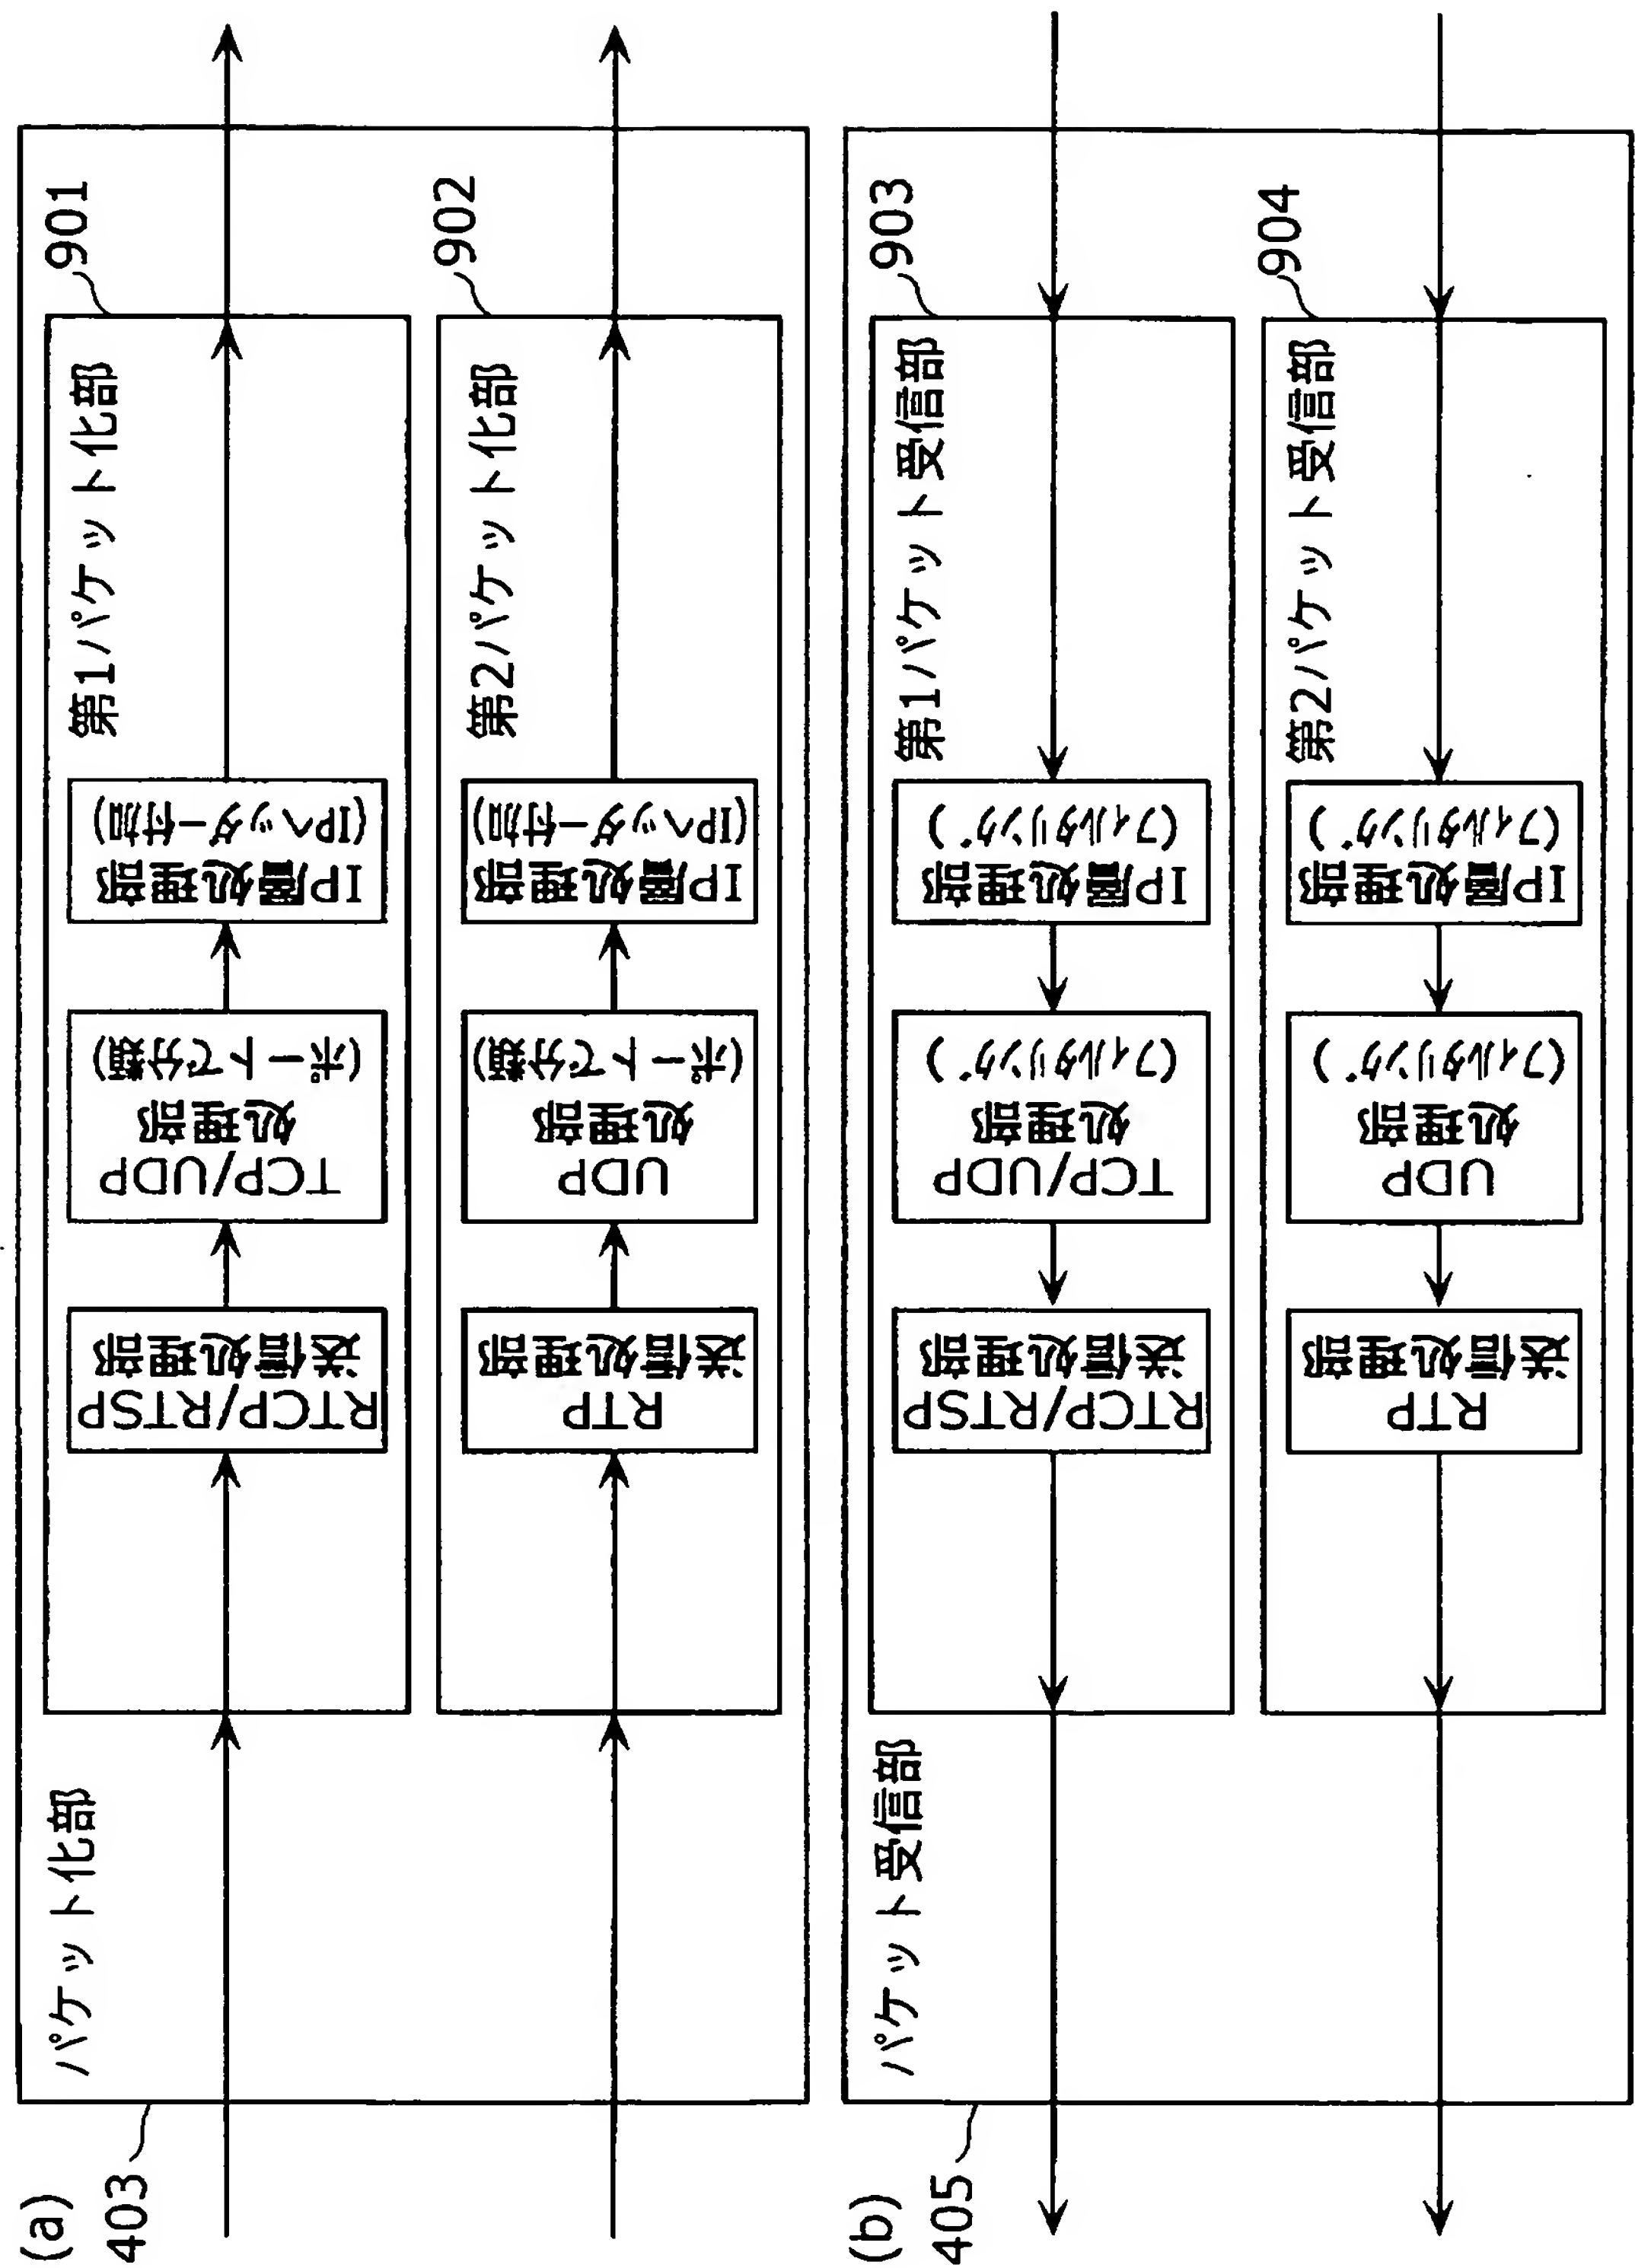 (a)
403
パケット化部
901
第1パケット化部
RTCP/RTSP
送信処理部
TCP/UDP
処理部
(ポートで分類)
IP層処理部
(IPヘッダー付加)
902
第2パケット化部
RTP
送信処理部
UDP
処理部
(ポートで分類)
IP層処理部
(IPヘッダー付加)
(b)
405
パケット受信部
903
第1パケット受信部
IP層処理部
(フィルタリング)
TCP/UDP
処理部
(フィルタリング)
RTCP/RTSP
送信処理部
904
第2パケット受信部
IP層処理部
(フィルタリング)
UDP
処理部
(フィルタリング)
RTP
送信処理部